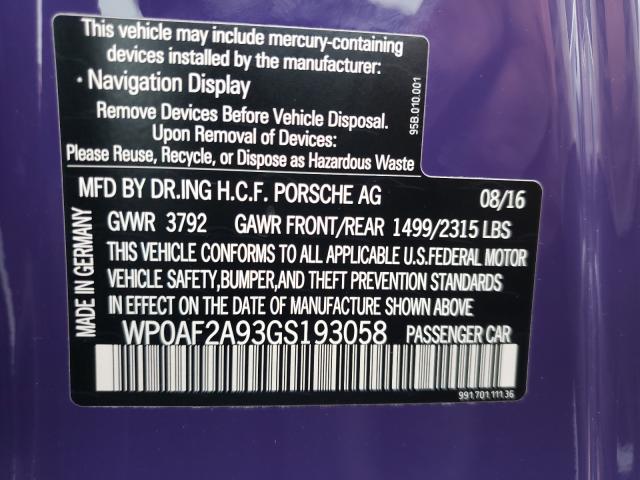 This vehicle may include mercury-containing
devices installed by the manufacturer:
· Navigation Display
Remove Devices Before Vehicle Disposal.
Upon Removal of Devices:
Please Reuse, Recycle, or Dispose as Hazardous Waste
95B.010.001
MADE IN GERMANY
MFD BY DR.ING H.C.F. PORSCHE AG 08/16
GVWR 3792 GAWR FRONT/REAR 1499/2315 LBS
THIS VEHICLE CONFORMS TO ALL APPLICABLE U.S.FEDERAL MOTOR
VEHICLE SAFETY,BUMPER,AND THEFT PREVENTION STANDARDS
IN EFFECT ON THE DATE OF MANUFACTURE SHOWN ABOVE
WP0AF2A93GS193058 PASSENGER CAR
991.701.111.36